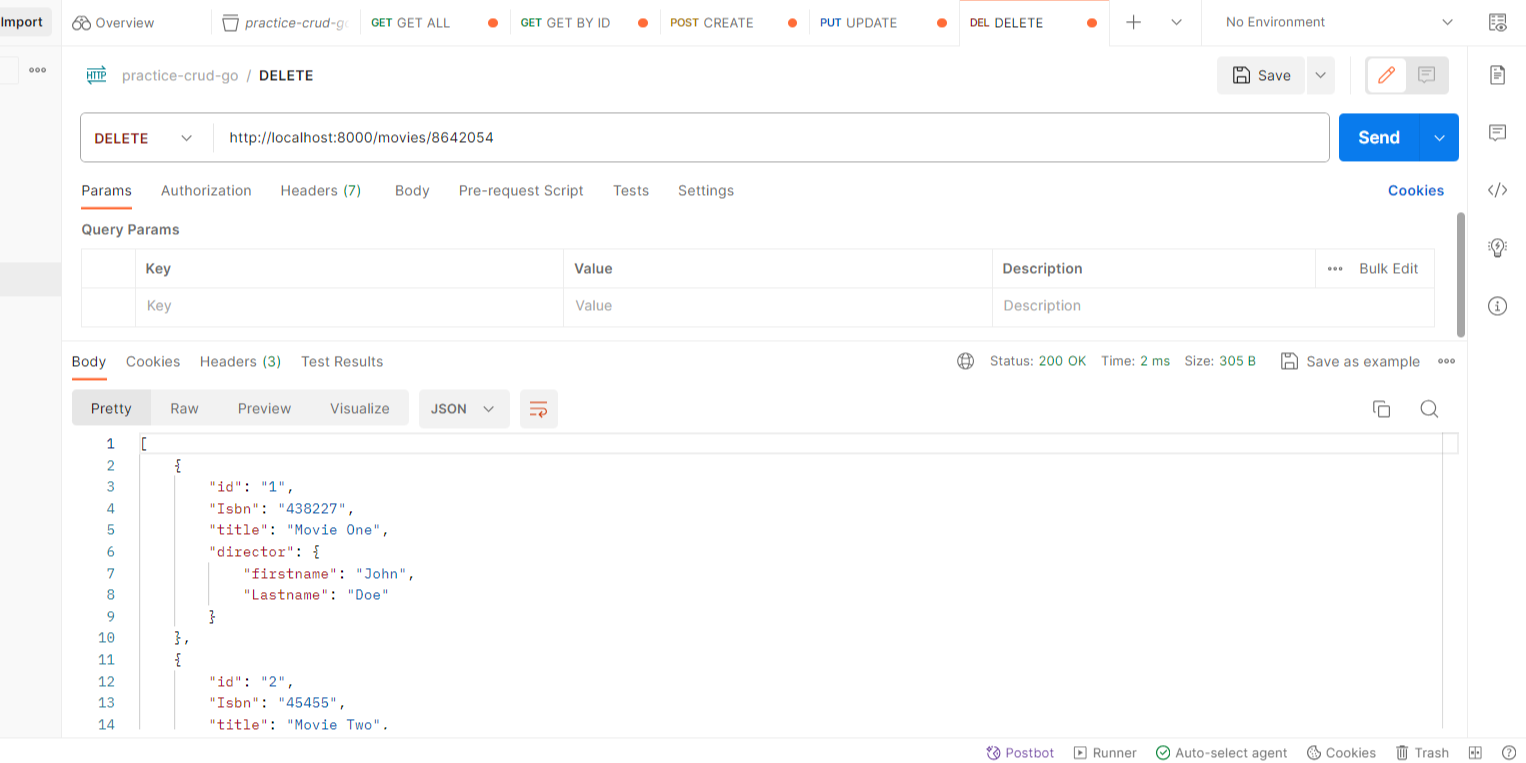 Import
Overview
practice-crud-go
GET GET ALL
GET GET BY ID
POST CREATE
PUT UPDATE
DEL DELETE
No Environment
HTTP practice-crud-go / DELETE
Save
DELETE
http://localhost:8000/movies/8642054
Send
Params Authorization Headers (7) Body Pre-request Script Tests Settings Cookies
Query Params
Key Value Description Bulk Edit
Key Value Description
Body Cookies Headers (3) Test Results Status: 200 OK Time: 2 ms Size: 305 B Save as example
Pretty Raw Preview Visualize JSON
1 [
2 {
3 "id": "1",
4 "Isbn": "438227",
5 "title": "Movie One",
6 "director": {
7 "firstname": "John",
8 "Lastname": "Doe"
9 }
10 },
11 {
12 "id": "2",
13 "Isbn": "45455",
14 "title": "Movie Two",
Postbot Runner Auto-select agent Cookies Trash